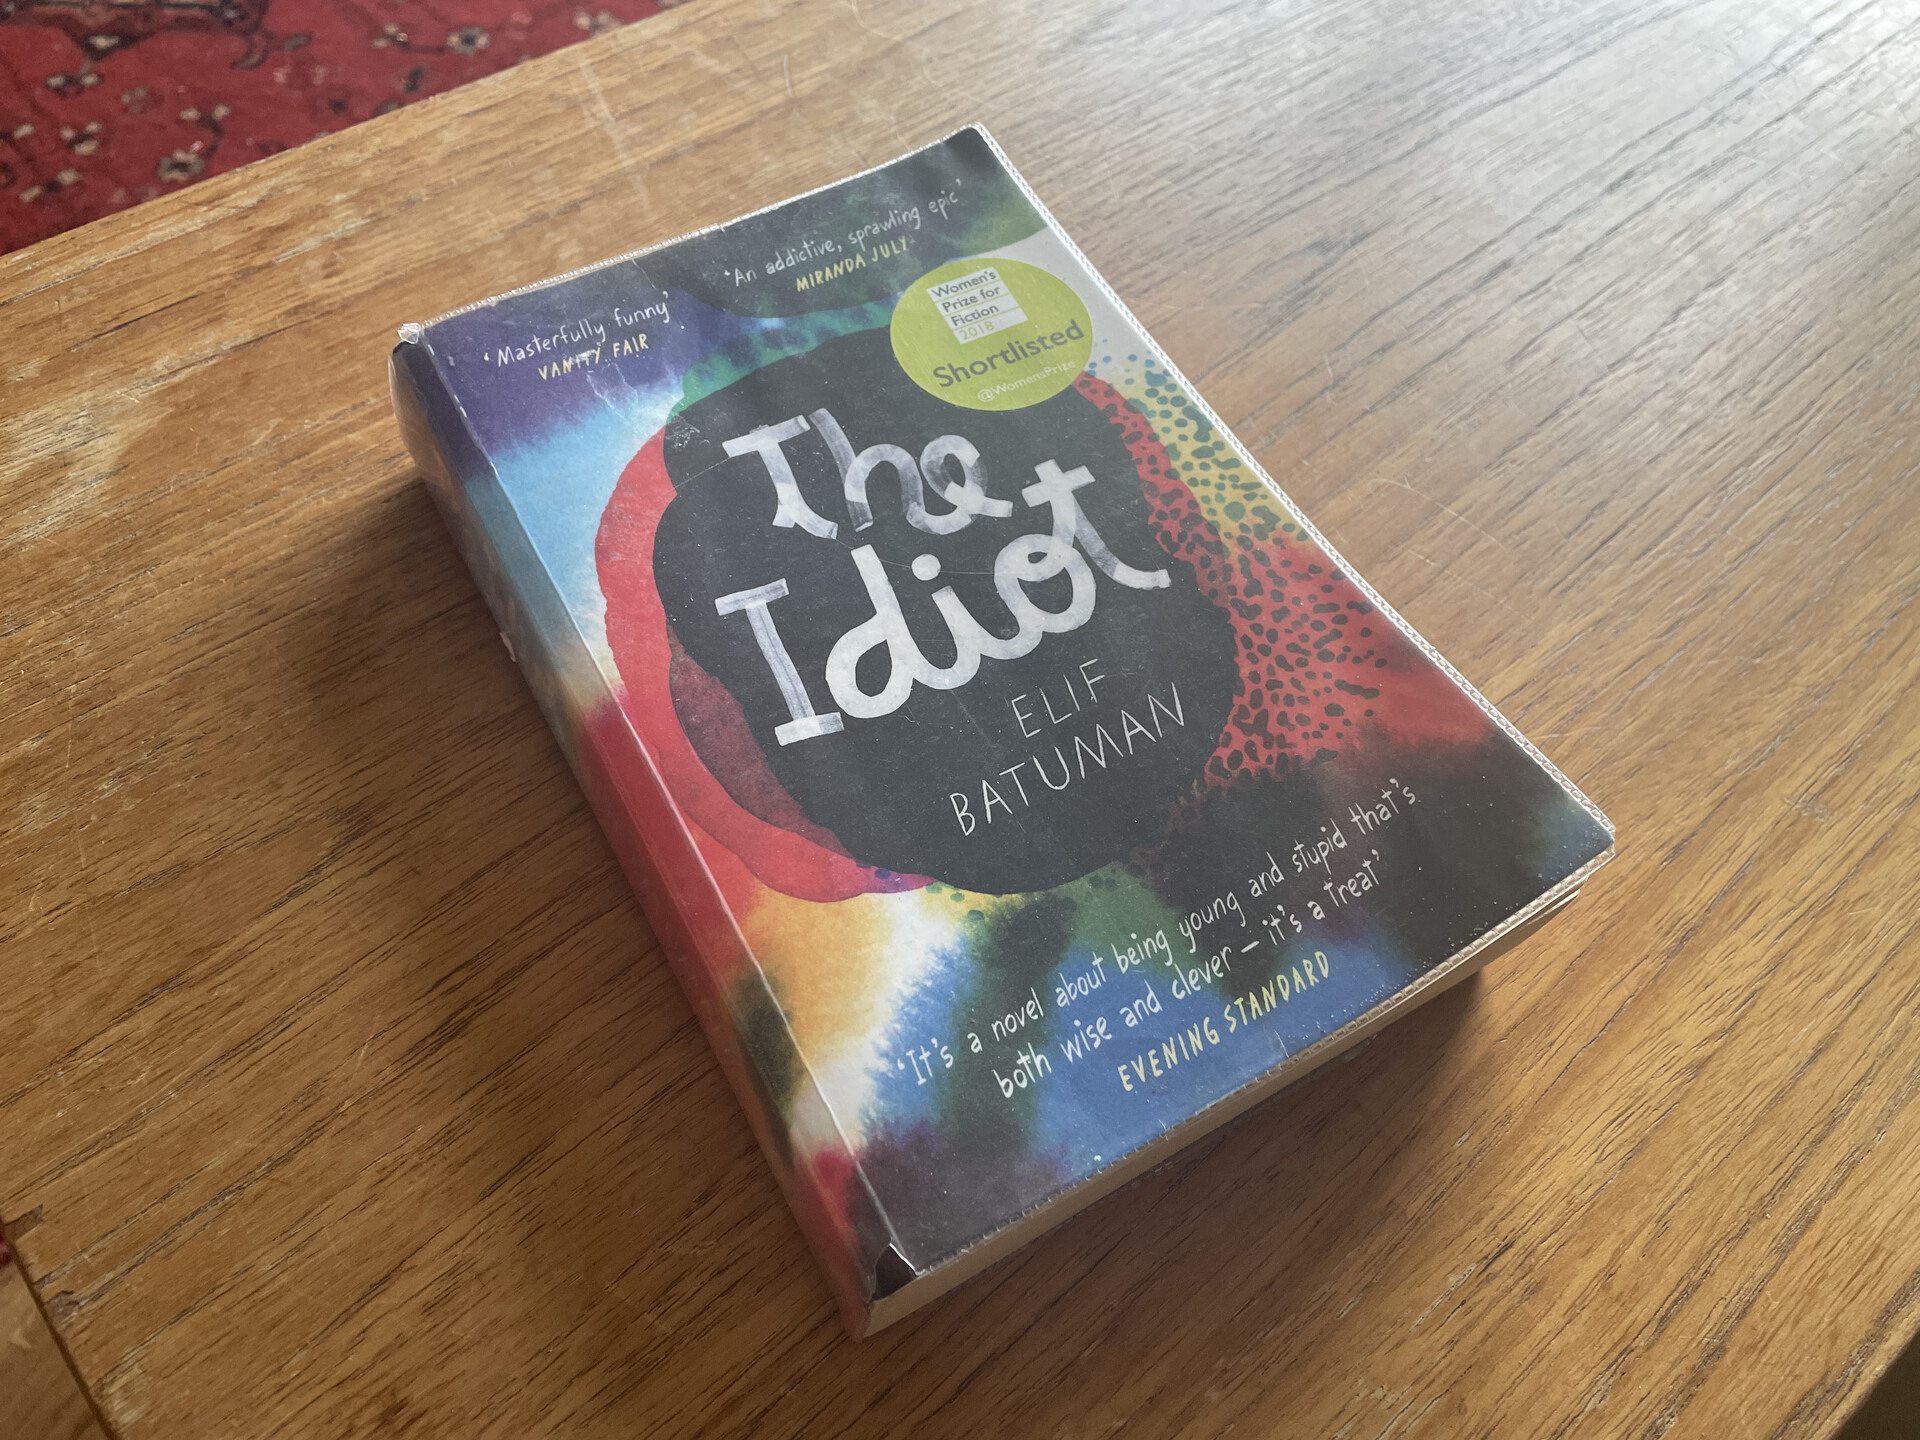 'Masterfully funny'
VANITY FAIR
'An addictive, sprawling epic'
MIRANDA JULY
Women's
Prize for
Fiction
2018
Shortlisted
@WomensPrize
The
Idiot
ELIF
BATUMAN
'It's a novel about being young and stupid that's
both wise and clever – it's a treat'
EVENING STANDARD